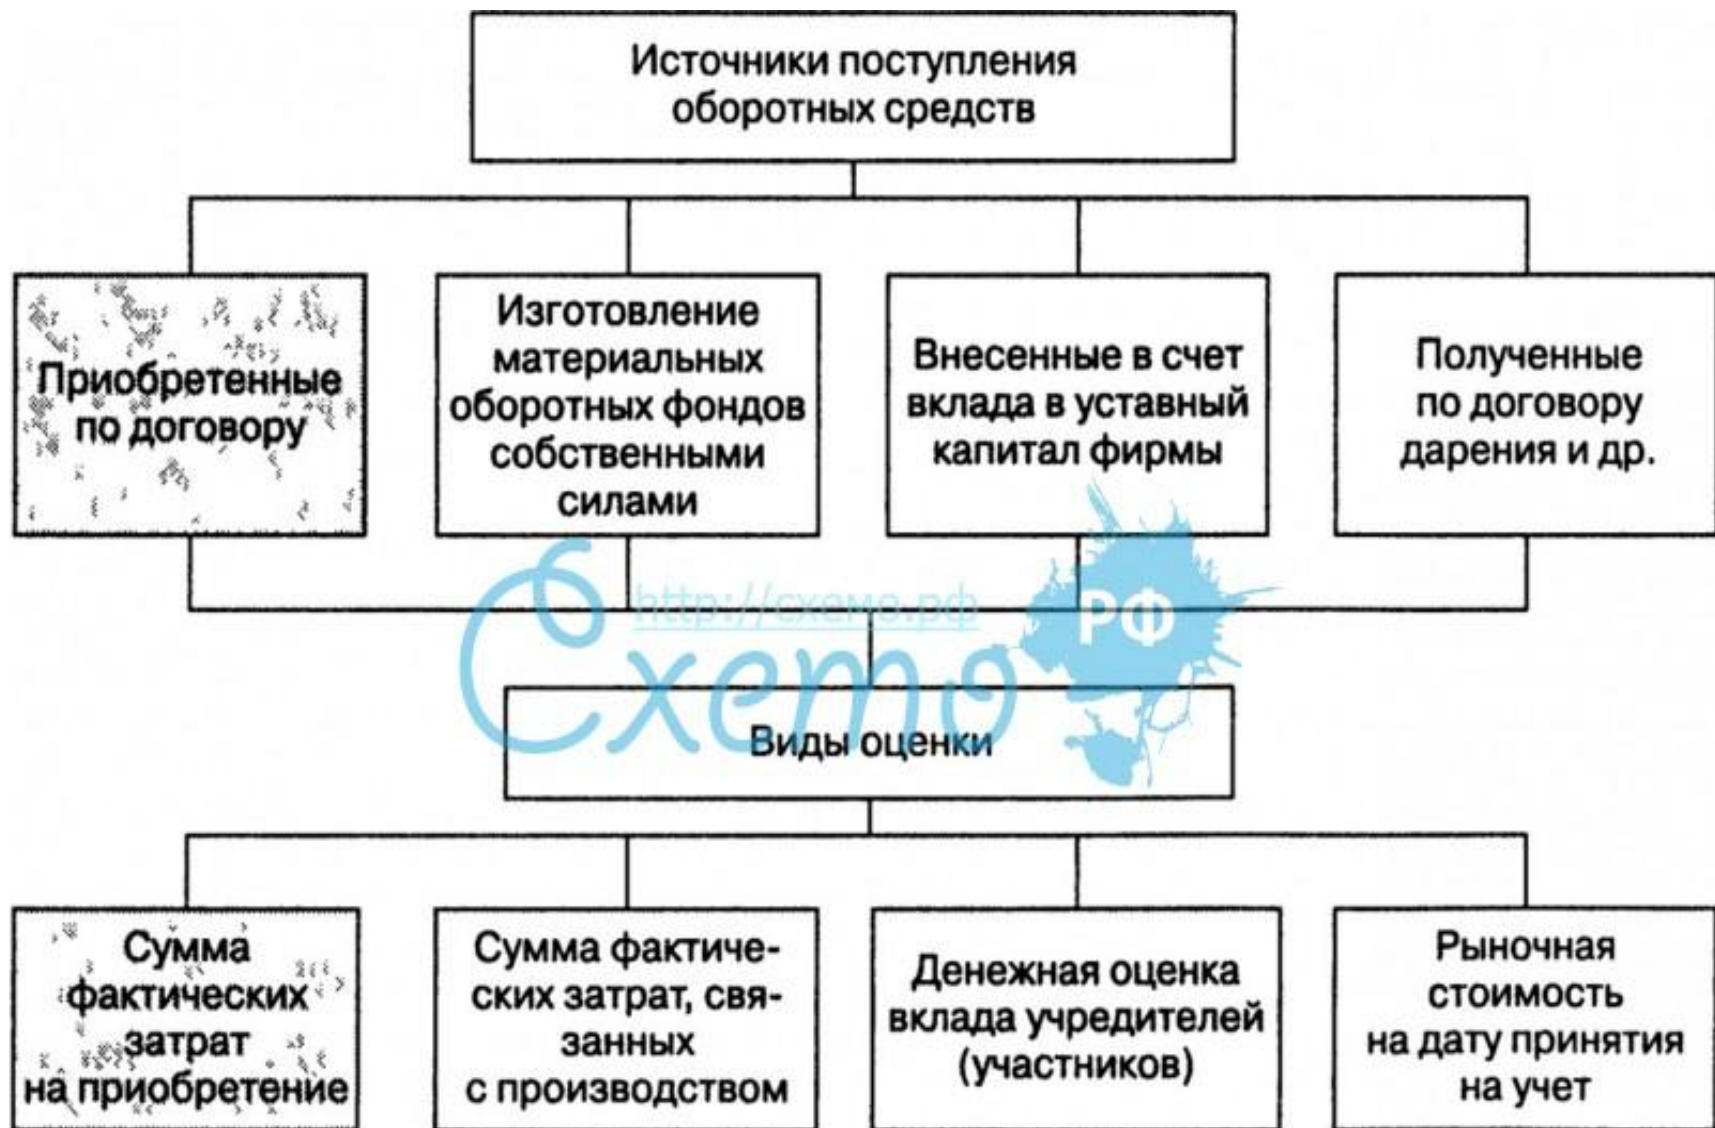 Источники поступления
оборотных средств
Приобретенные
по договору
Изготовление
материальных
оборотных фондов
собственными
силами
Внесенные в счет
вклада в уставный
капитал фирмы
Полученные
по договору
дарения и др.
http://схемо.рф
Схемо
РФ
Виды оценки
Сумма
фактических
затрат
на приобретение
Сумма фактиче-
ских затрат, свя-
занных
с производством
Денежная оценка
вклада учредителей
(участников)
Рыночная
стоимость
на дату принятия
на учет